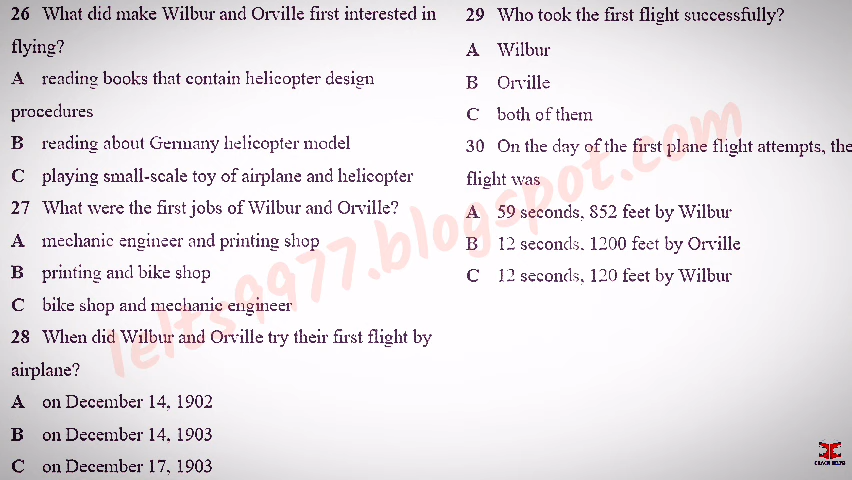 26 What did make Wilbur and Orville first interested in
flying?
A reading books that contain helicopter design
procedures
B reading about Germany helicopter model
C playing small-scale toy of airplane and helicopter
27 What were the first jobs of Wilbur and Orville?
A mechanic engineer and printing shop
B printing and bike shop
C bike shop and mechanic engineer
28 When did Wilbur and Orville try their first flight by
airplane?
A on December 14, 1902
B on December 14, 1903
C on December 17, 1903
29 Who took the first flight successfully?
A Wilbur
B Orville
C both of them
30 On the day of the first plane flight attempts, the
flight was
A 59 seconds, 852 feet by Wilbur
B 12 seconds, 1200 feet by Orville
C 12 seconds, 120 feet by Wilbur
Ielts9977.blogspot.com
CRACK IELTS